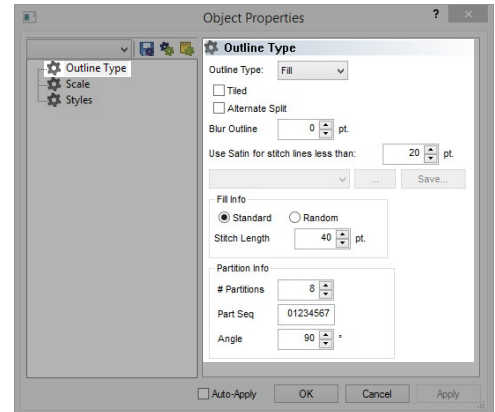 Object Properties
? ×
Outline Type
Scale
Styles
Outline Type
Outline Type: Fill
Tiled
Alternate Split
Blur Outline 0 pt.
Use Satin for stitch lines less than: 20 pt.
... Save...
Fill Info
Standard Random
Stitch Length 40 pt.
Partition Info
# Partitions 8
Part Seq 01234567
Angle 90 °
Auto-Apply OK Cancel Apply